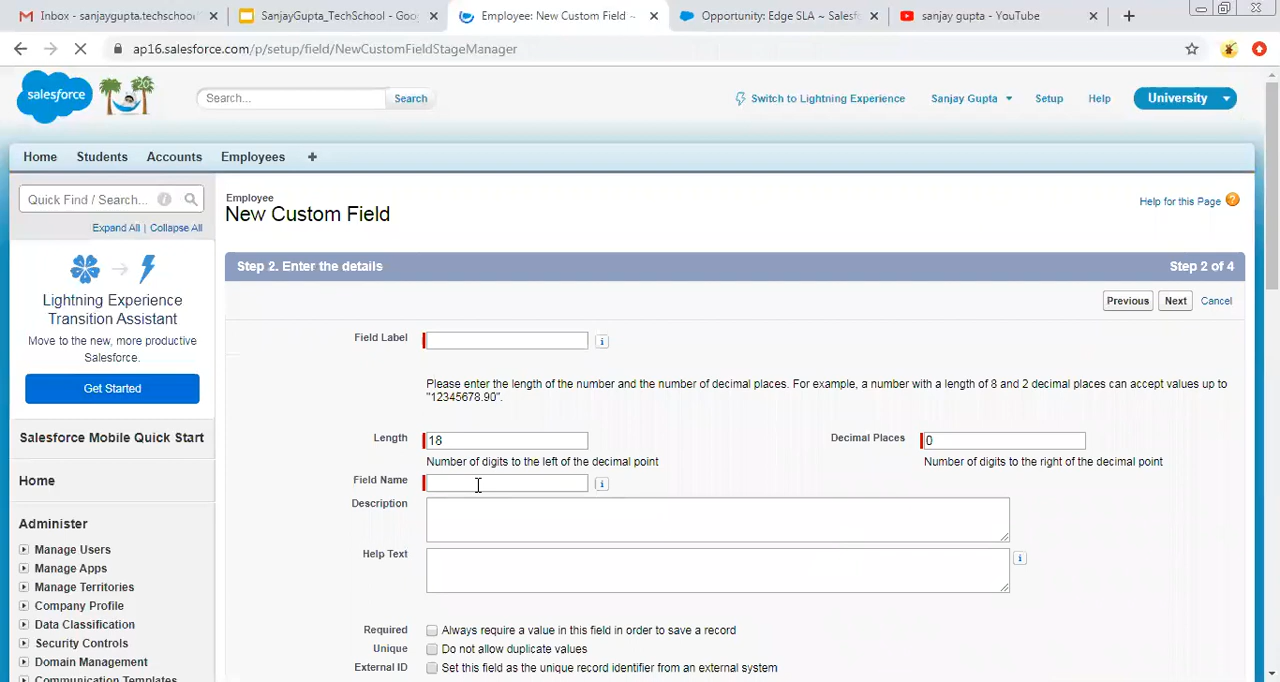 Inbox - sanjaygupta.techschool
SanjayGupta_TechSchool - Goo
Employee: New Custom Field ~
Opportunity: Edge SLA ~ Salesf
sanjay gupta - YouTube
ap16.salesforce.com/p/setup/field/NewCustomFieldStageManager
salesforce
20
Search...
Search
Switch to Lightning Experience
Sanjay Gupta
Setup
Help
University
Home
Students
Accounts
Employees
Quick Find / Search...
Expand All | Collapse All
Lightning Experience
Transition Assistant
Move to the new, more productive
Salesforce.
Get Started
Salesforce Mobile Quick Start
Home
Administer
Manage Users
Manage Apps
Manage Territories
Company Profile
Data Classification
Security Controls
Domain Management
Communication Templates
Employee
New Custom Field
Help for this Page
Step 2. Enter the details
Step 2 of 4
Previous
Next
Cancel
Field Label
Please enter the length of the number and the number of decimal places. For example, a number with a length of 8 and 2 decimal places can accept values up to
"12345678.90".
Length
18
Decimal Places
0
Number of digits to the left of the decimal point
Number of digits to the right of the decimal point
Field Name
Description
Help Text
Required
Always require a value in this field in order to save a record
Unique
Do not allow duplicate values
External ID
Set this field as the unique record identifier from an external system